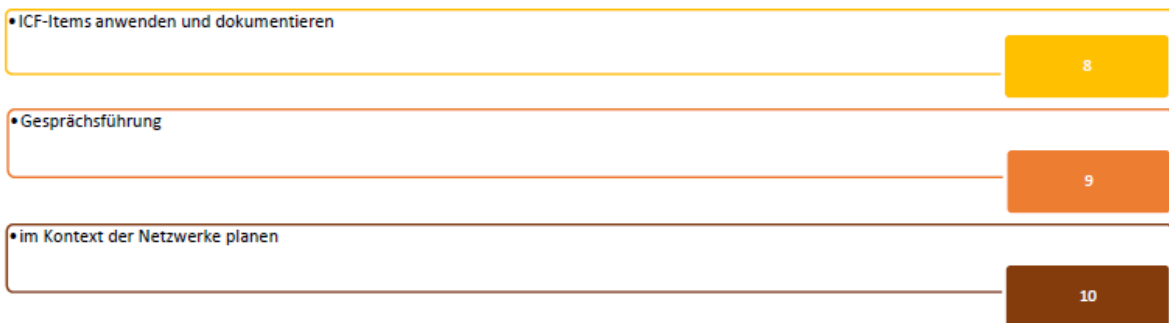 • ICF-Items anwenden und dokumentieren
8
• Gesprächsführung
9
• im Kontext der Netzwerke planen
10